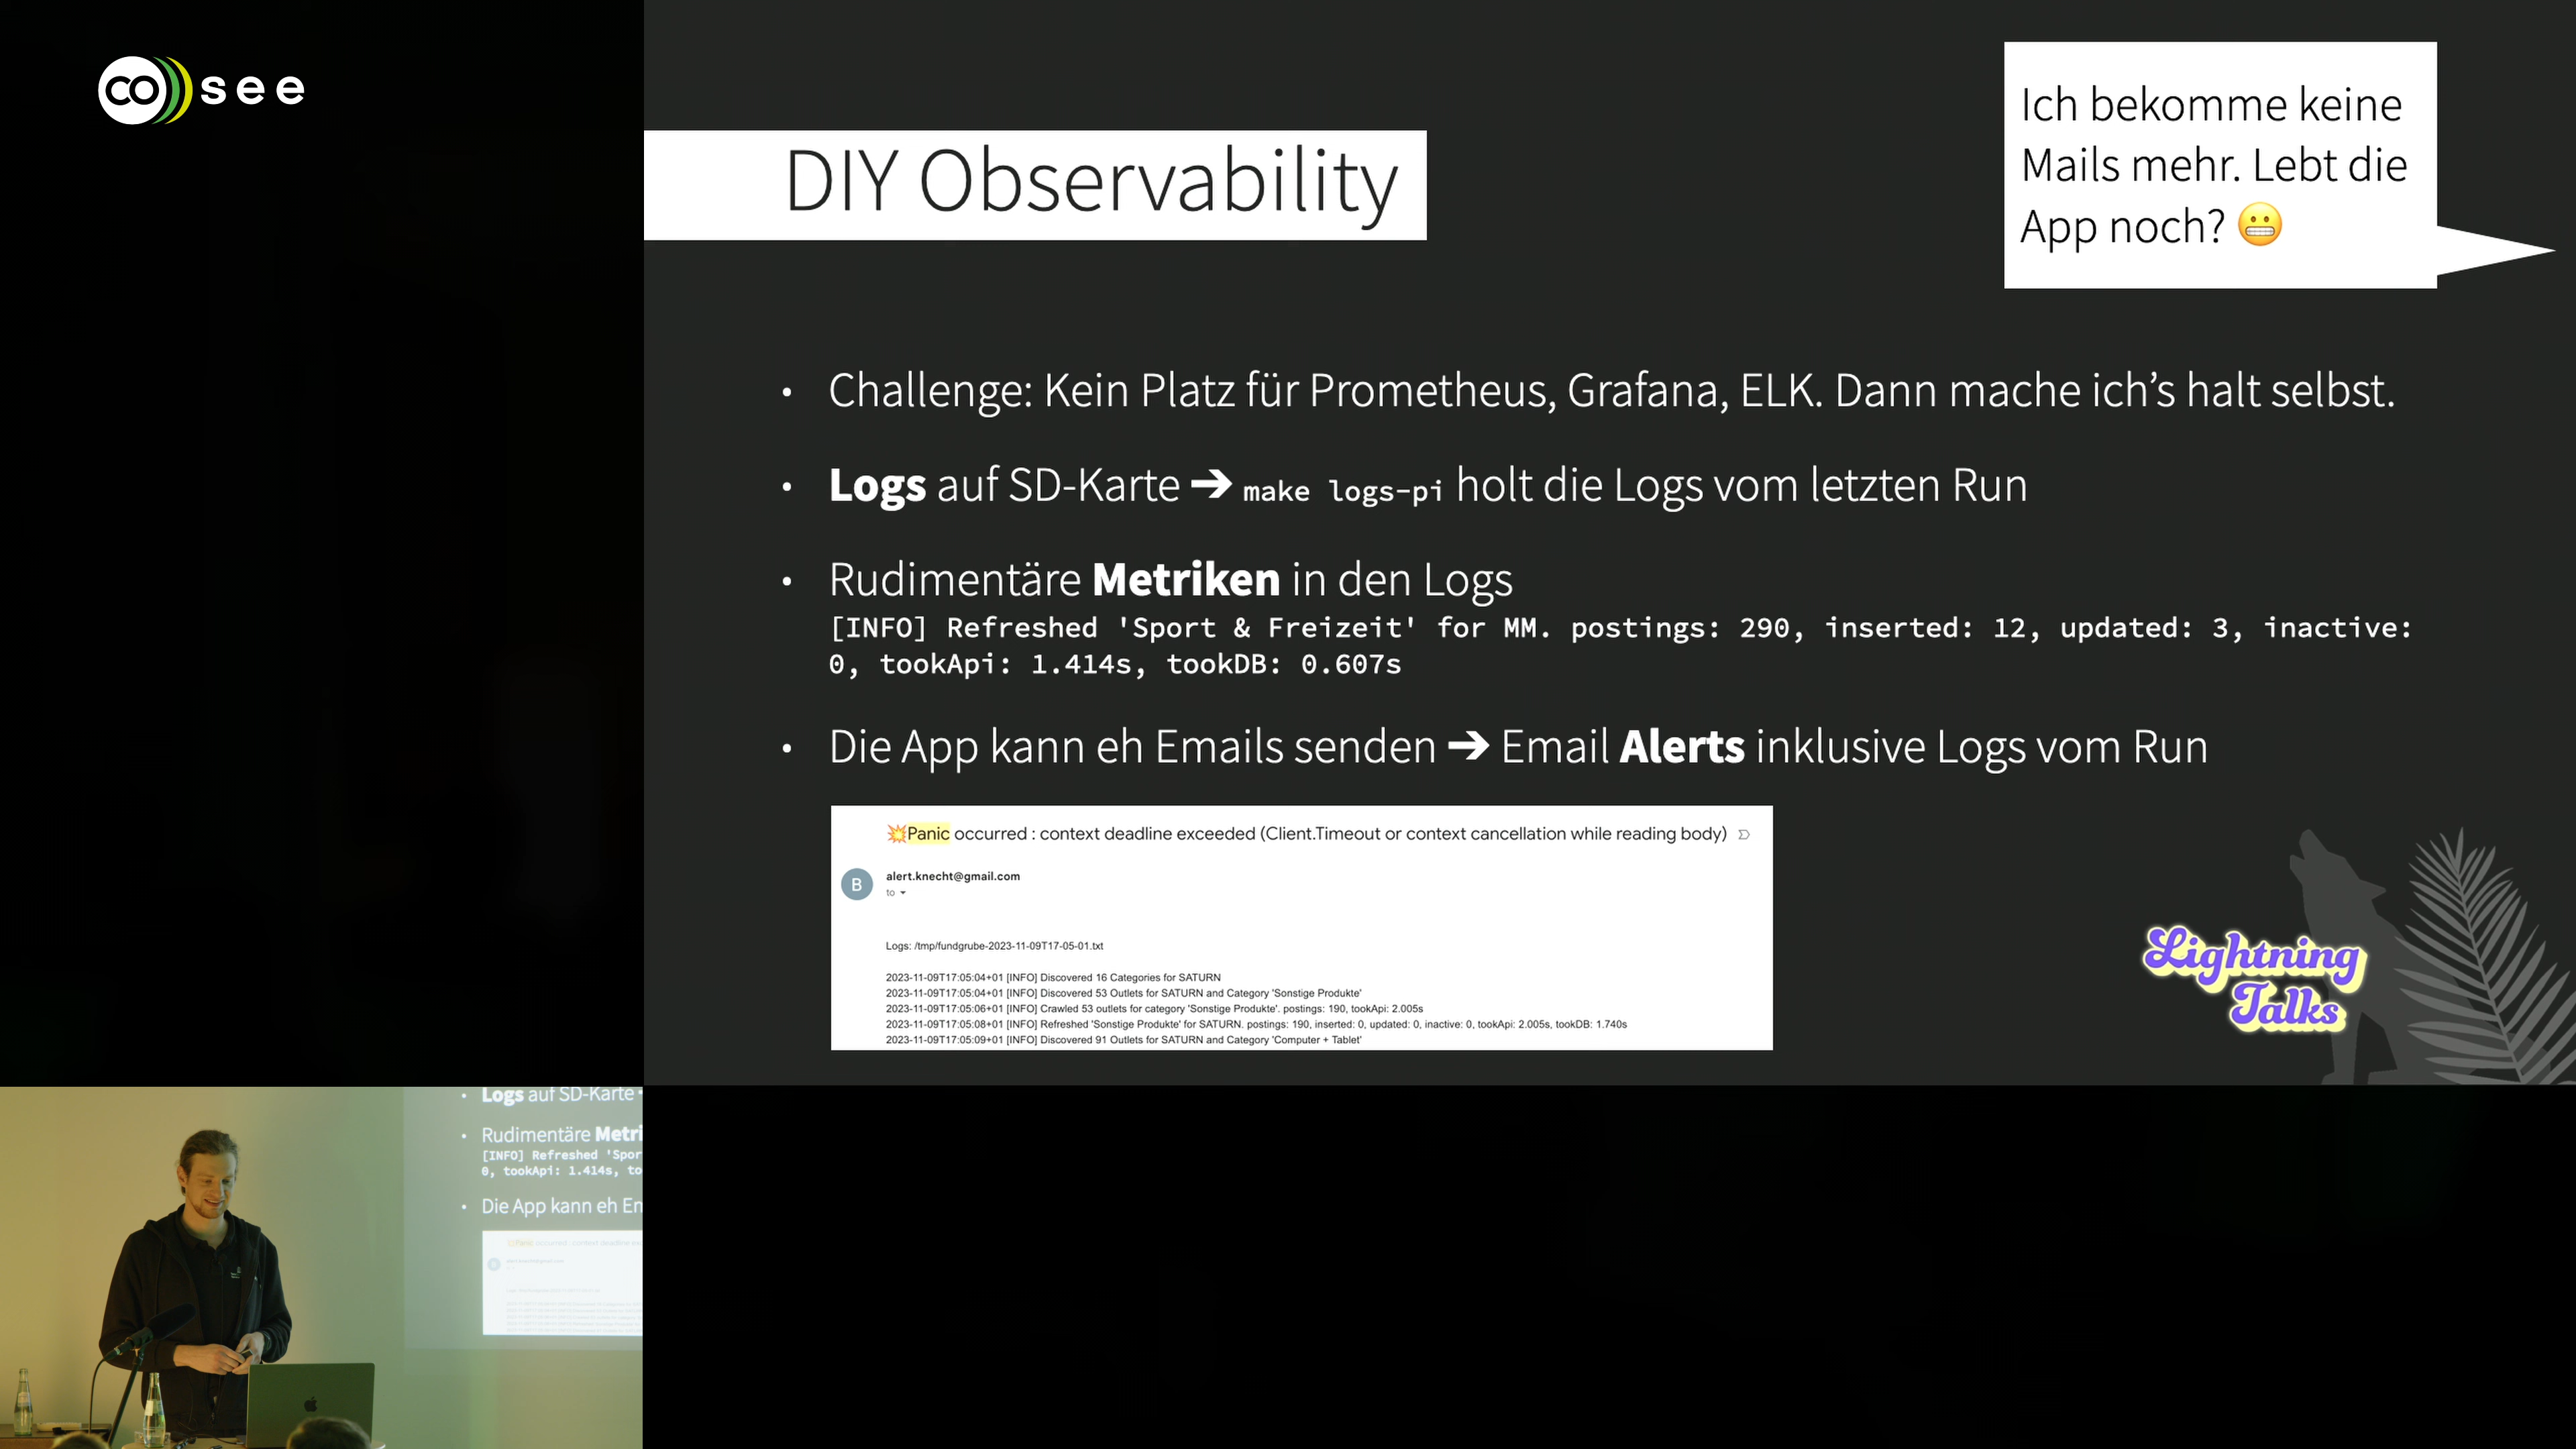 co see
DIY Observability
Ich bekomme keine
Mails mehr. Lebt die
App noch? 😬
• Challenge: Kein Platz für Prometheus, Grafana, ELK. Dann mache ich’s halt selbst.
• Logs auf SD-Karte ➔ make logs-pi holt die Logs vom letzten Run
• Rudimentäre Metriken in den Logs
[INFO] Refreshed 'Sport & Freizeit' for MM. postings: 290, inserted: 12, updated: 3, inactive:
0, tookApi: 1.414s, tookDB: 0.607s
• Die App kann eh Emails senden ➔ Email Alerts inklusive Logs vom Run
💥Panic occurred : context deadline exceeded (Client.Timeout or context cancellation while reading body)
B
alert.knecht@gmail.com
to
Logs: /tmp/fundgrube-2023-11-09T17-05-01.txt
2023-11-09T17:05:04+01 [INFO] Discovered 16 Categories for SATURN
2023-11-09T17:05:04+01 [INFO] Discovered 53 Outlets for SATURN and Category 'Sonstige Produkte'
2023-11-09T17:05:06+01 [INFO] Crawled 53 outlets for category 'Sonstige Produkte'. postings: 190, tookApi: 2.005s
2023-11-09T17:05:08+01 [INFO] Refreshed 'Sonstige Produkte' for SATURN. postings: 190, inserted: 0, updated: 0, inactive: 0, tookApi: 2.005s, tookDB: 1.740s
2023-11-09T17:05:09+01 [INFO] Discovered 91 Outlets for SATURN and Category 'Computer + Tablet'
Lightning
Talks
• Logs auf SD-Karte
• Rudimentäre Metri
[INFO] Refreshed 'Spor
0, tookApi: 1.414s, to
• Die App kann eh En